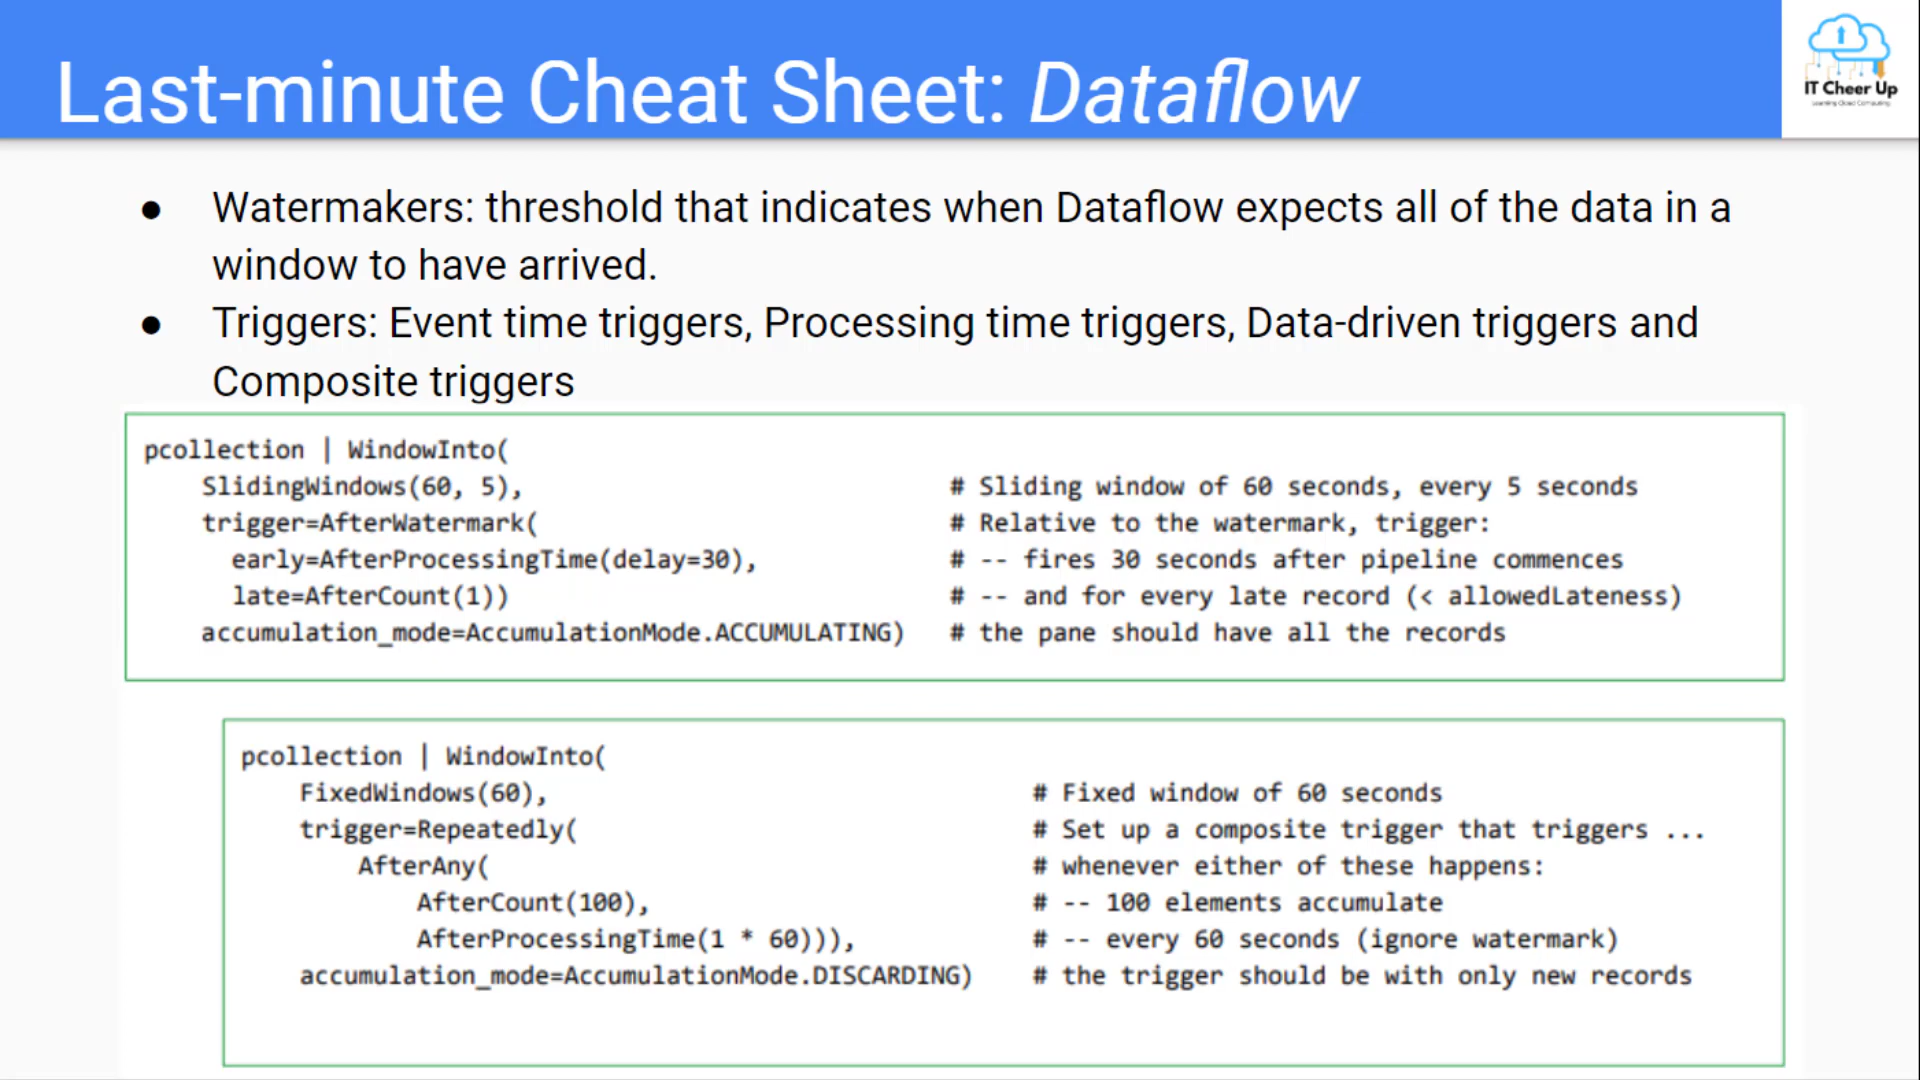 Last-minute Cheat Sheet: Dataflow
IT Cheer Up
Learning Cloud Computing
● Watermakers: threshold that indicates when Dataflow expects all of the data in a
window to have arrived.
● Triggers: Event time triggers, Processing time triggers, Data-driven triggers and
Composite triggers
pcollection | WindowInto(
SlidingWindows(60, 5), # Sliding window of 60 seconds, every 5 seconds
trigger=AfterWatermark( # Relative to the watermark, trigger:
early=AfterProcessingTime(delay=30), # -- fires 30 seconds after pipeline commences
late=AfterCount(1)) # -- and for every late record (< allowedLateness)
accumulation_mode=AccumulationMode.ACCUMULATING) # the pane should have all the records
pcollection | WindowInto(
FixedWindows(60), # Fixed window of 60 seconds
trigger=Repeatedly( # Set up a composite trigger that triggers ...
AfterAny( # whenever either of these happens:
AfterCount(100), # -- 100 elements accumulate
AfterProcessingTime(1 * 60))), # -- every 60 seconds (ignore watermark)
accumulation_mode=AccumulationMode.DISCARDING) # the trigger should be with only new records